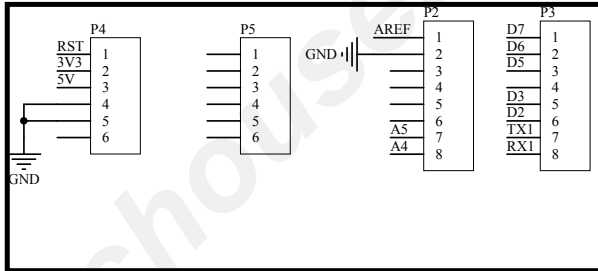 P4
RST 1
3V3 2
5V 3
4
5
6
GND
P5
1
2
3
4
5
6
P2
AREF 1
GND 2
3
4
5
6
A5 7
A4 8
P3
D7 1
D6 2
D5 3
4
D3 5
D2 6
TX1 7
RX1 8
shouse